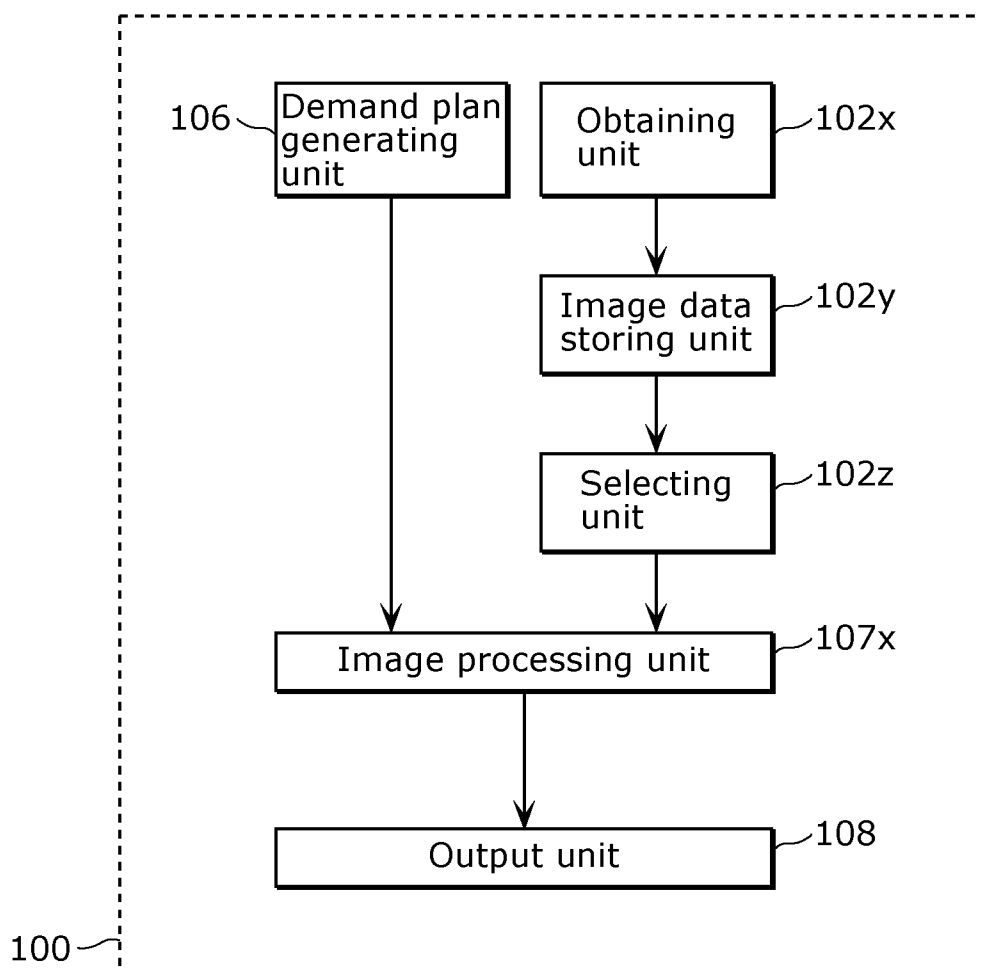 106
Demand plan
generating
unit
Obtaining
unit
102x
Image data
storing unit
102y
Selecting
unit
102z
Image processing unit
107x
Output unit
108
100